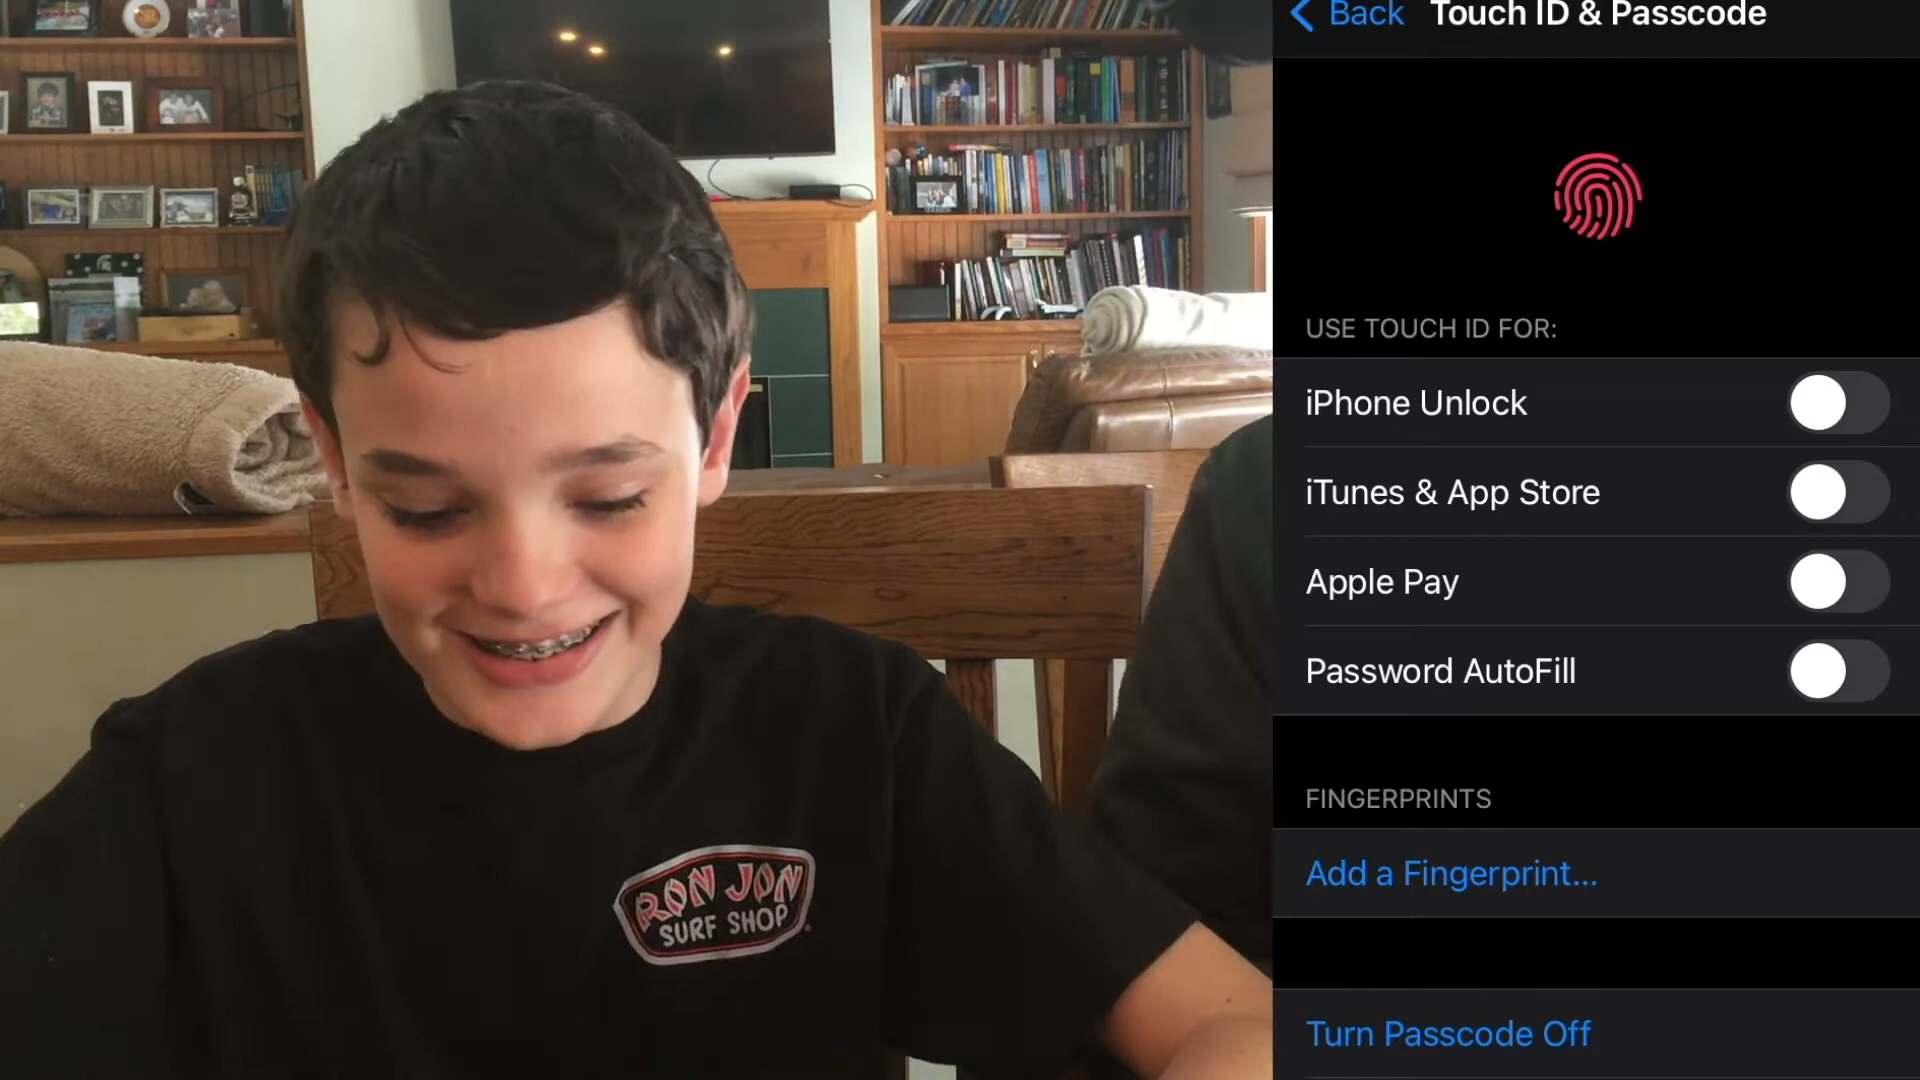 Back Touch ID & Passcode
USE TOUCH ID FOR:
iPhone Unlock
iTunes & App Store
Apple Pay
Password AutoFill
FINGERPRINTS
Add a Fingerprint...
Turn Passcode Off
RON JON
SURF SHOP